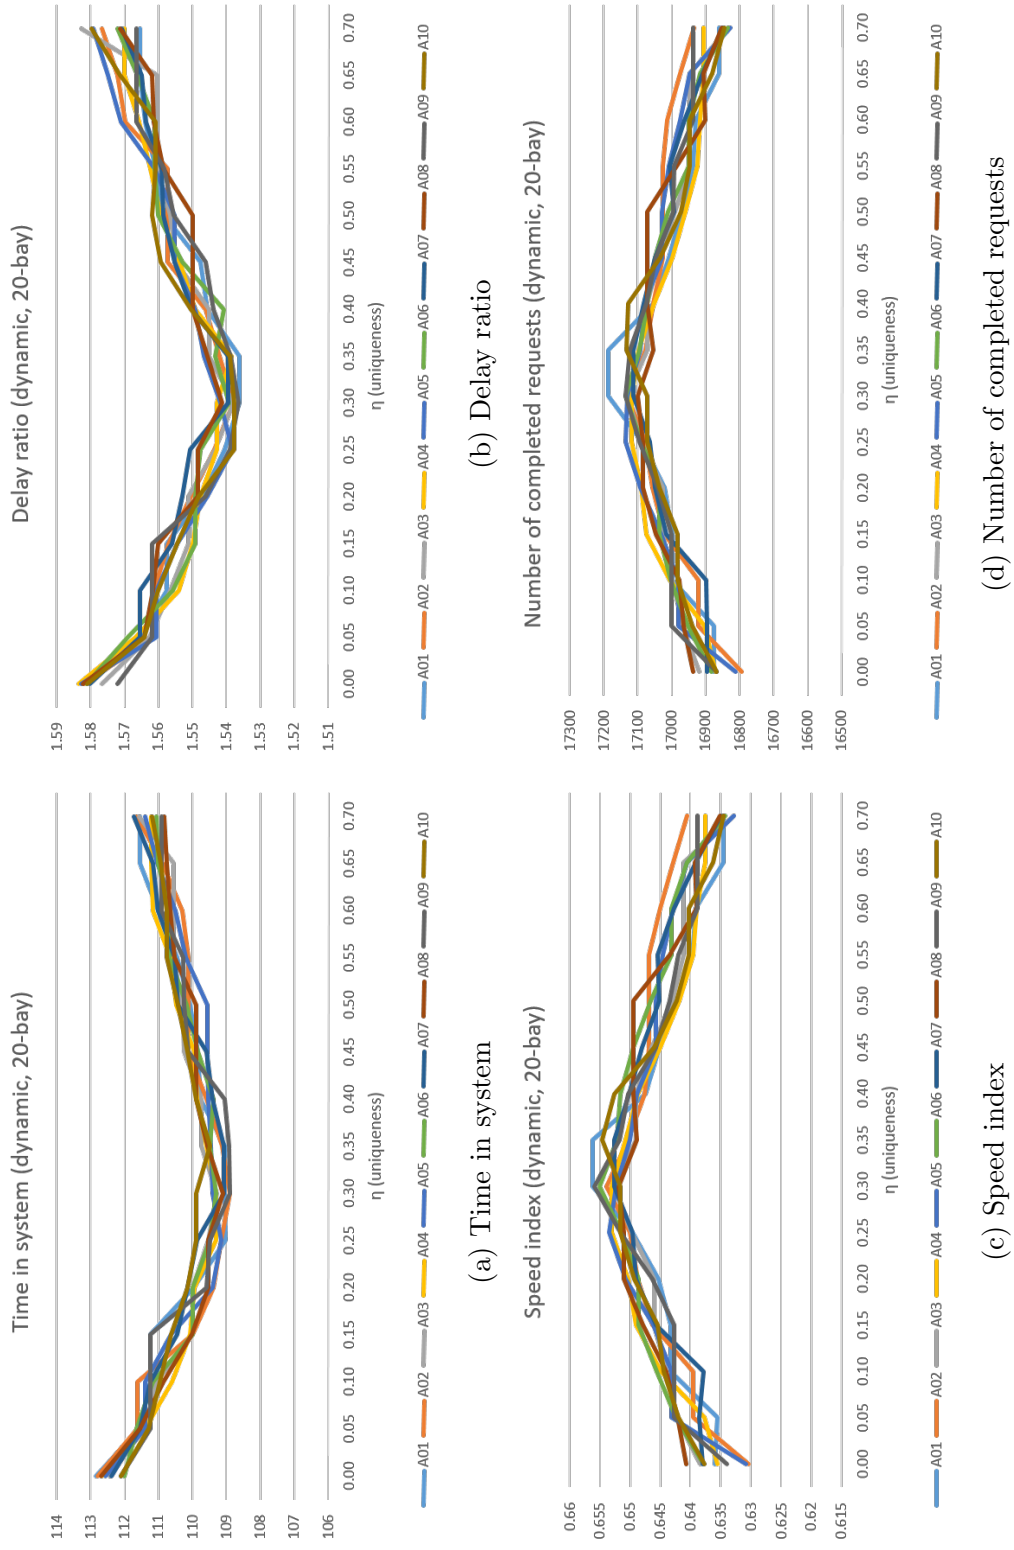 Time in system (dynamic, 20-bay)
114
113
112
111
110
109
108
107
106
0.00 0.05 0.10 0.15 0.20 0.25 0.30 0.35 0.40 0.45 0.50 0.55 0.60 0.65 0.70
η (uniqueness)
A01 A02 A03 A04 A05 A06 A07 A08 A09 A10
(a) Time in system
Delay ratio (dynamic, 20-bay)
1.59
1.58
1.57
1.56
1.55
1.54
1.53
1.52
1.51
0.00 0.05 0.10 0.15 0.20 0.25 0.30 0.35 0.40 0.45 0.50 0.55 0.60 0.65 0.70
η (uniqueness)
A01 A02 A03 A04 A05 A06 A07 A08 A09 A10
(b) Delay ratio
Speed index (dynamic, 20-bay)
0.66
0.655
0.65
0.645
0.64
0.635
0.63
0.625
0.62
0.615
0.00 0.05 0.10 0.15 0.20 0.25 0.30 0.35 0.40 0.45 0.50 0.55 0.60 0.65 0.70
η (uniqueness)
A01 A02 A03 A04 A05 A06 A07 A08 A09 A10
(c) Speed index
Number of completed requests (dynamic, 20-bay)
17300
17200
17100
17000
16900
16800
16700
16600
16500
0.00 0.05 0.10 0.15 0.20 0.25 0.30 0.35 0.40 0.45 0.50 0.55 0.60 0.65 0.70
η (uniqueness)
A01 A02 A03 A04 A05 A06 A07 A08 A09 A10
(d) Number of completed requests